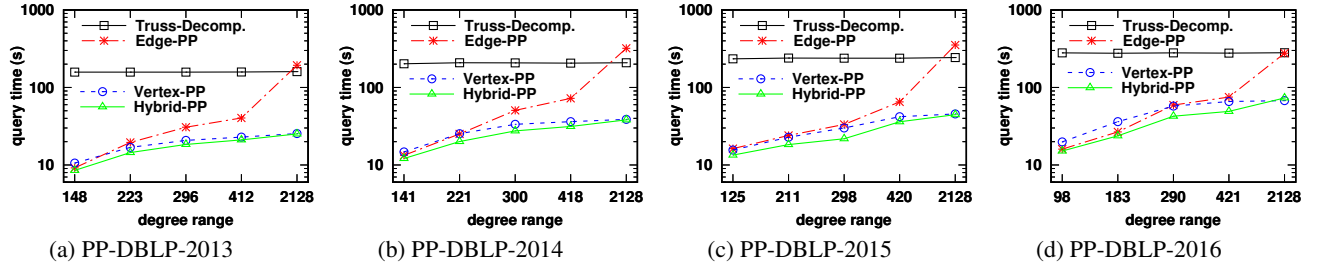 1000
Truss-Decomp.
Edge-PP
Vertex-PP
Hybrid-PP
100
10
query time (s)
148 223 296 412 2128
degree range
(a) PP-DBLP-2013
1000
Truss-Decomp.
Edge-PP
Vertex-PP
Hybrid-PP
100
10
query time (s)
141 221 300 418 2128
degree range
(b) PP-DBLP-2014
1000
Truss-Decomp.
Edge-PP
Vertex-PP
Hybrid-PP
100
10
query time (s)
125 211 298 420 2128
degree range
(c) PP-DBLP-2015
1000
Truss-Decomp.
Edge-PP
Vertex-PP
Hybrid-PP
100
10
query time (s)
98 183 290 421 2128
degree range
(d) PP-DBLP-2016